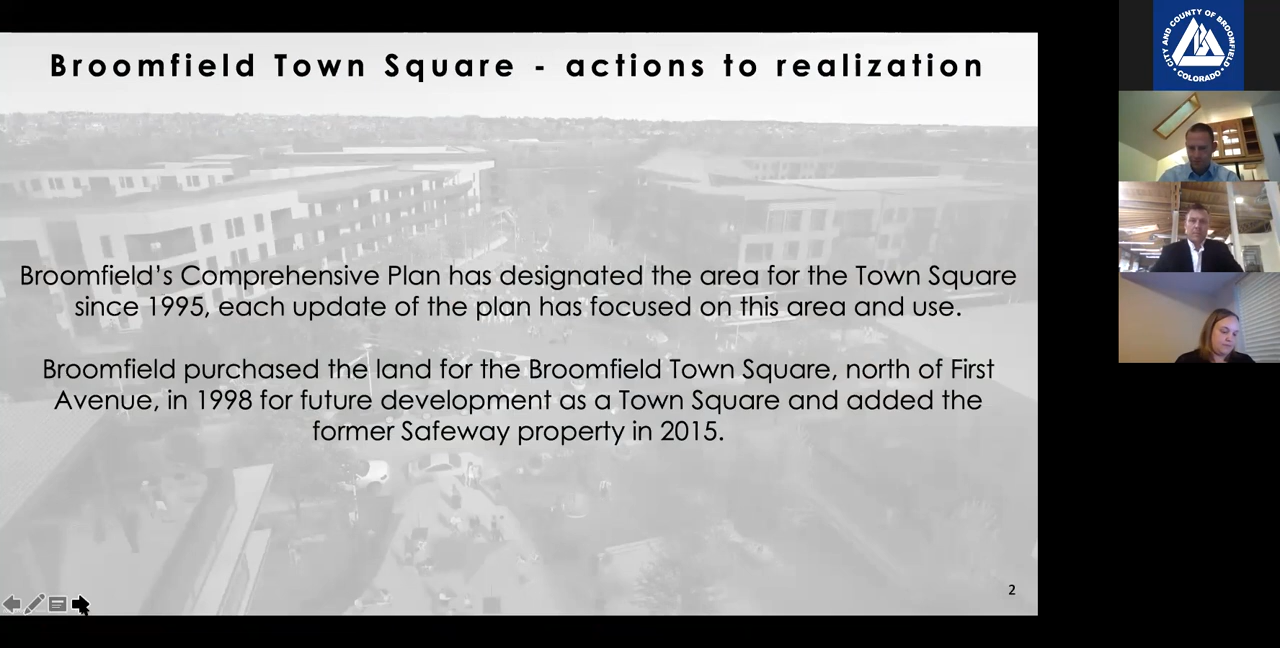 Broomfield Town Square - actions to realization
Broomfield’s Comprehensive Plan has designated the area for the Town Square
since 1995, each update of the plan has focused on this area and use.
Broomfield purchased the land for the Broomfield Town Square, north of First
Avenue, in 1998 for future development as a Town Square and added the
former Safeway property in 2015.
2
CITY AND COUNTY OF BROOMFIELD
• COLORADO •